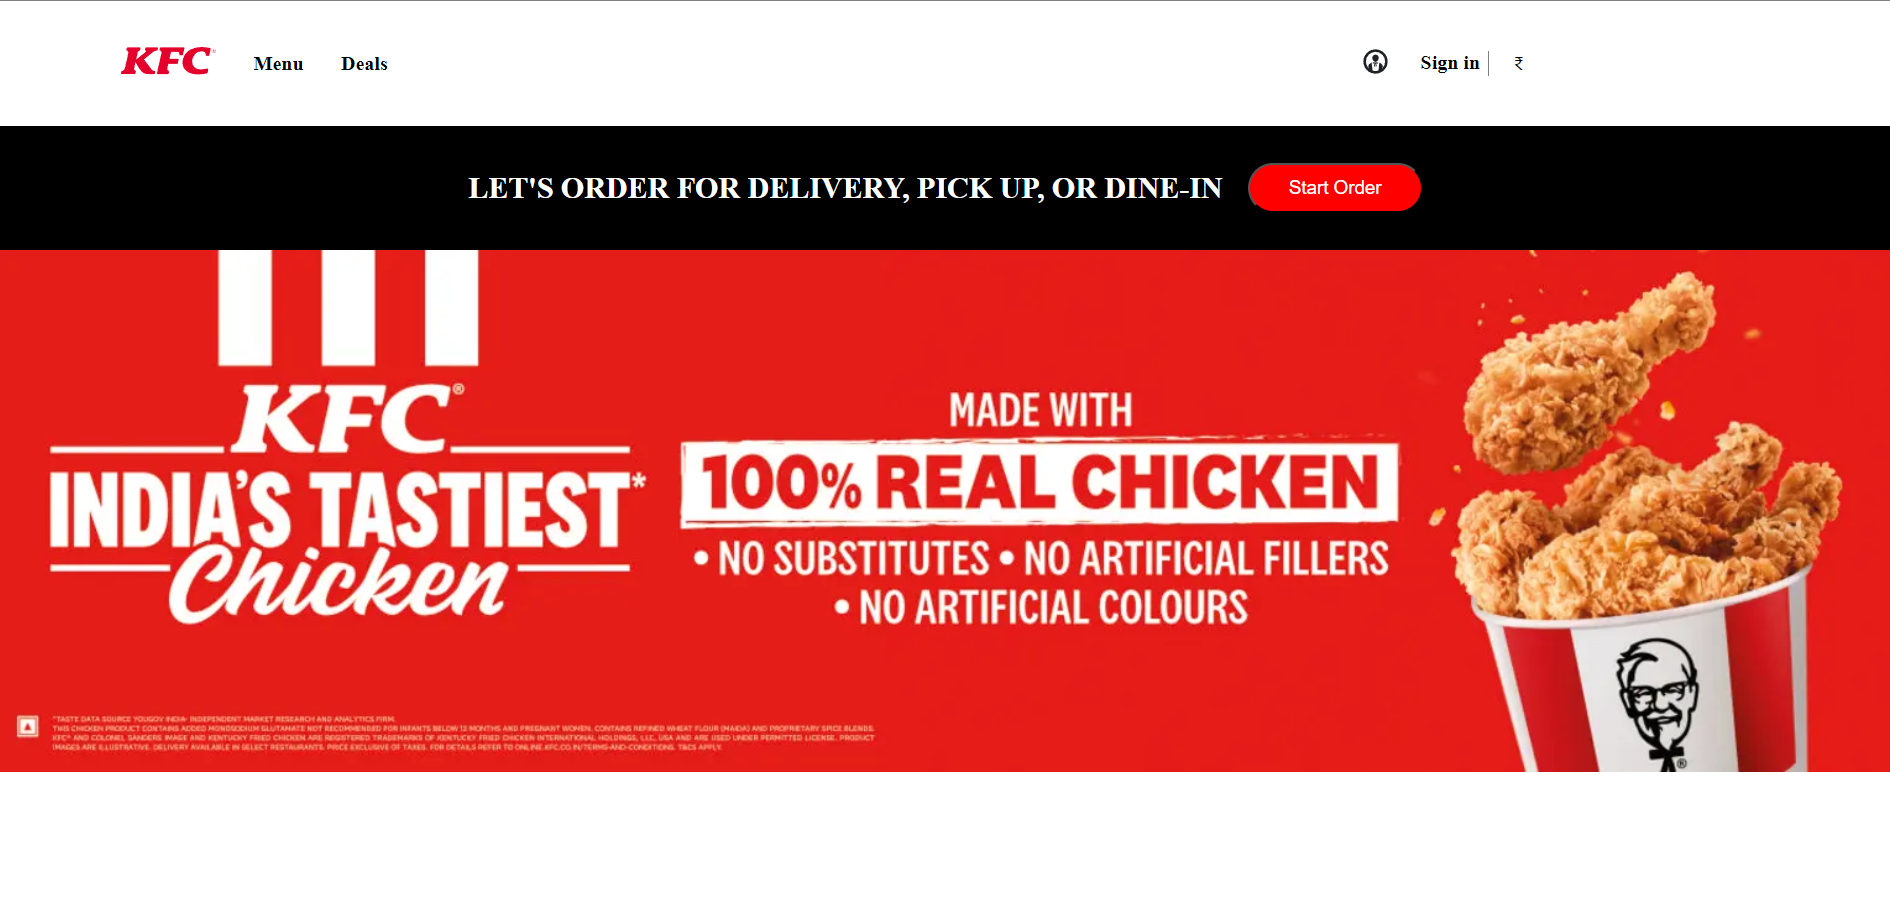 KFC Menu Deals Sign in ₹
LET'S ORDER FOR DELIVERY, PICK UP, OR DINE-IN Start Order
KFC®
INDIA'S TASTIEST*
Chicken
MADE WITH
100% REAL CHICKEN
• NO SUBSTITUTES • NO ARTIFICIAL FILLERS
• NO ARTIFICIAL COLOURS
*TASTE DATA SOURCE YOUGOV INDIA- INDEPENDENT MARKET RESEARCH AND ANALYTICS FIRM.
THIS CHICKEN PRODUCT CONTAINS ADDED MONOSODIUM GLUTAMATE NOT RECOMMENDED FOR INFANTS BELOW 12 MONTHS AND PREGNANT WOMEN. CONTAINS REFINED WHEAT FLOUR (MAIDA) AND PROPRIETARY SPICE BLENDS.
KFC® AND COLONEL SANDERS IMAGE AND KENTUCKY FRIED CHICKEN ARE REGISTERED TRADEMARKS OF KENTUCKY FRIED CHICKEN INTERNATIONAL HOLDINGS, LLC, USA AND ARE USED UNDER PERMITTED LICENSE. PRODUCT
IMAGES ARE ILLUSTRATIVE. DELIVERY AVAILABLE IN SELECT RESTAURANTS. PRICE EXCLUSIVE OF TAXES. FOR DETAILS REFER TO ONLINE.KFC.CO.IN/TERMS-AND-CONDITIONS. T&CS APPLY.
®